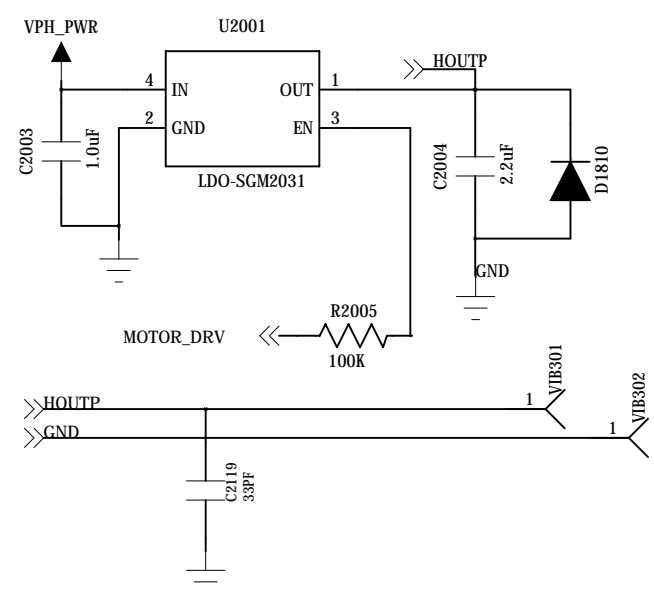 VPH_PWR
U2001
4
IN
OUT
1
HOUTP
2
GND
EN
3
C2003
1.0uF
LDO-SGM2031
C2004
2.2uF
D1810
GND
MOTOR_DRV
R2005
100K
HOUTP
1
VIB301
GND
1
VIB302
C2119
33PF